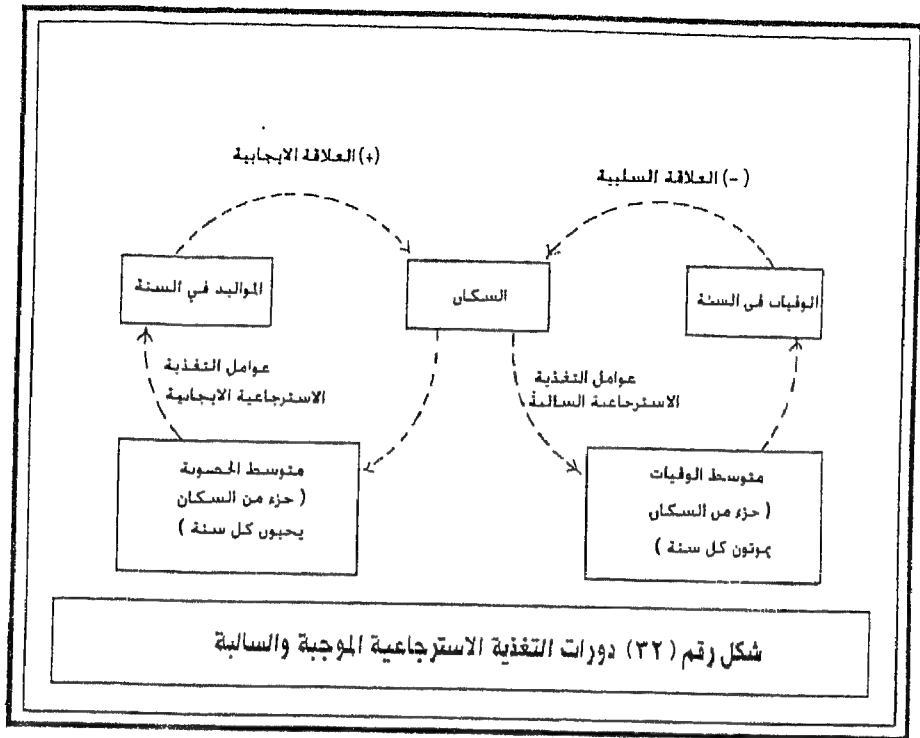 (+) العلاقة الايجابية
(-) العلاقة السلبية
المواليد في السنة
السكان
الوفيات في السنة
عوامل التغذية
الاسترجاعية الايجابية
عوامل التغذية
الاسترجاعية السالبة
متوسط الخصوبة
( جزء من السكان
يحبون كل سنة )
متوسط الوفيات
( جزء من السكان
يموتون كل سنة )
شكل رقم (٣٢) دورات التغذية الاسترجاعية الموجبة والسالبة